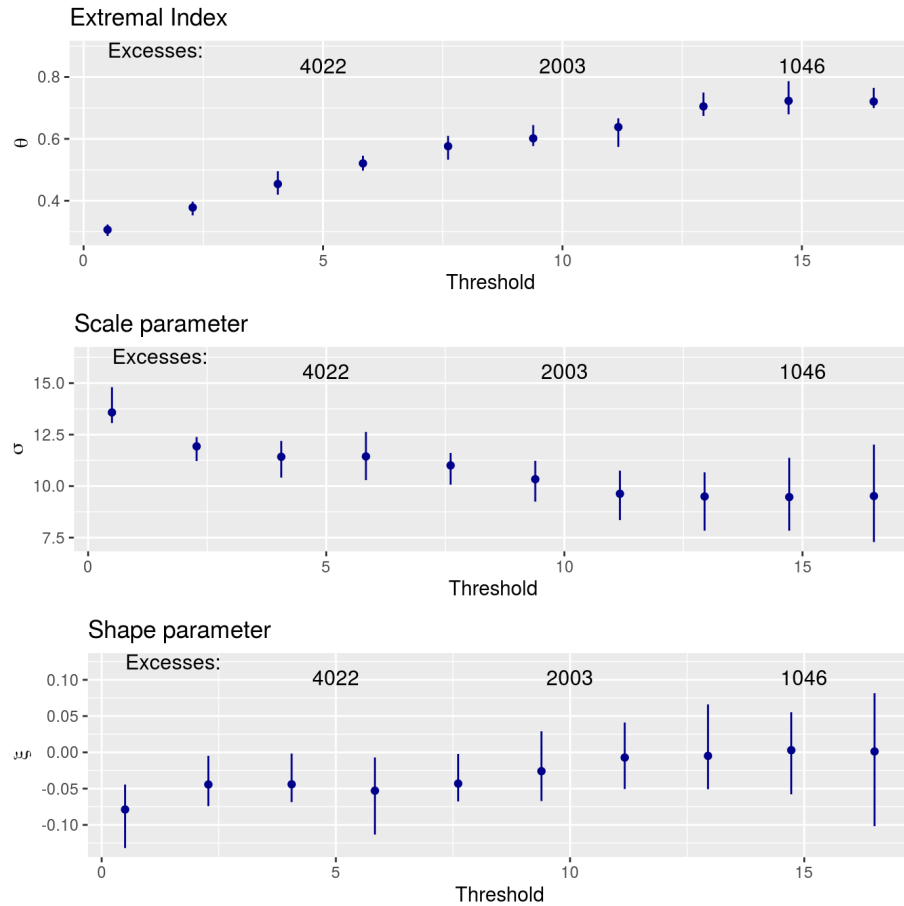 Extremal Index
Excesses:
4022 2003 1046
0.8
0.6
0.4
θ
0 5 10 15
Threshold
Scale parameter
Excesses:
4022 2003 1046
15.0
12.5
10.0
7.5
σ
0 5 10 15
Threshold
Shape parameter
Excesses:
4022 2003 1046
0.10
0.05
0.00
-0.05
-0.10
ξ
0 5 10 15
Threshold